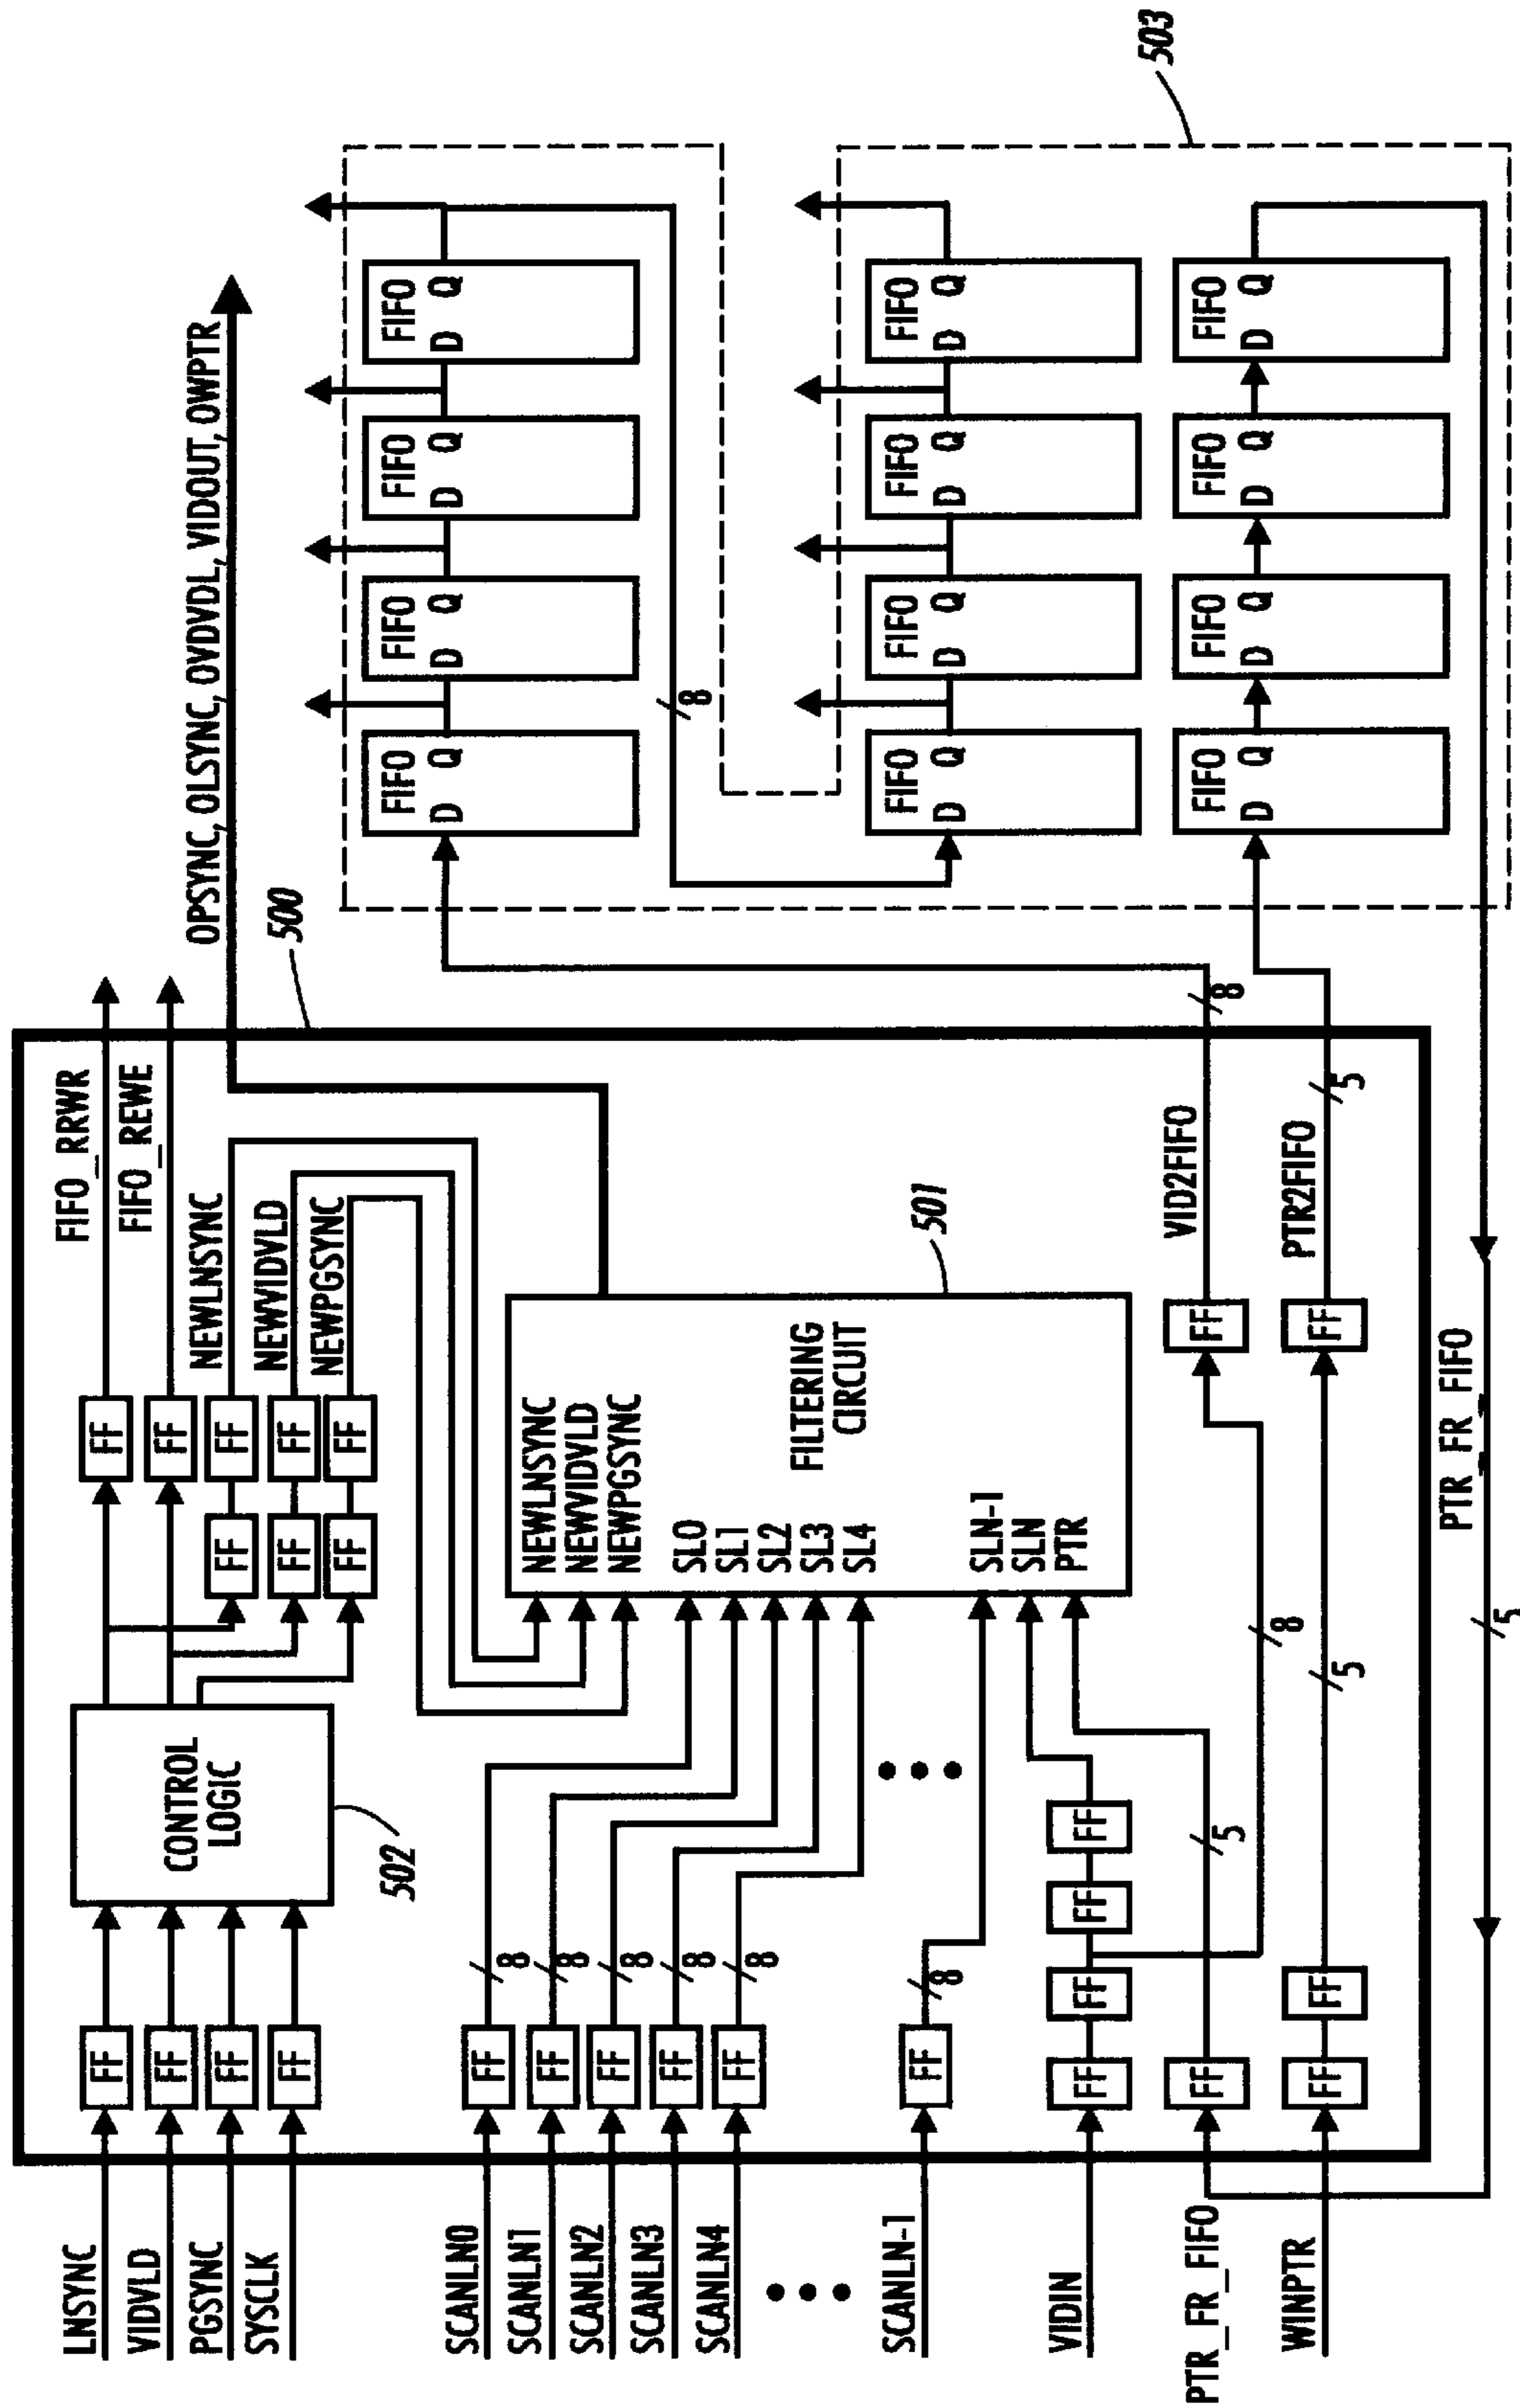 LNSYNC
VIDVLD
PGSYNC
SYSCLK
FF
FF
FF
FF
CONTROL
LOGIC
502
FF
FF
FF
FF
FF
FF
FF
FF
FIFO_RRWR
FIFO_REWE
NEWLNSYNC
NEWVIDVLD
NEWPGSYNC
500
OPSYNC, OLSYNC, OVDVDL, VIDOUT, OWPTR
SCANLN0
SCANLN1
SCANLN2
SCANLN3
SCANLN4
SCANLN-1
FF
FF
FF
FF
FF
FF
8
8
8
8
8
8
NEWLNSYNC
NEWVIDVLD
NEWPGSYNC
SL0
SL1
SL2
SL3
SL4
SLN-1
SLN
PTR
FILTERING
CIRCUIT
501
VIDIN
FF
FF
FF
FF
8
FF
VID2FIFO
8
PTR_FR_FIFO
FF
5
WINPTR
FF
FF
5
FF
PTR2FIFO
5
5
PTR_FR_FIFO
FIFO
D Q
FIFO
D Q
FIFO
D Q
FIFO
D Q
8
FIFO
D Q
FIFO
D Q
FIFO
D Q
FIFO
D Q
FIFO
D Q
FIFO
D Q
FIFO
D Q
FIFO
D Q
503